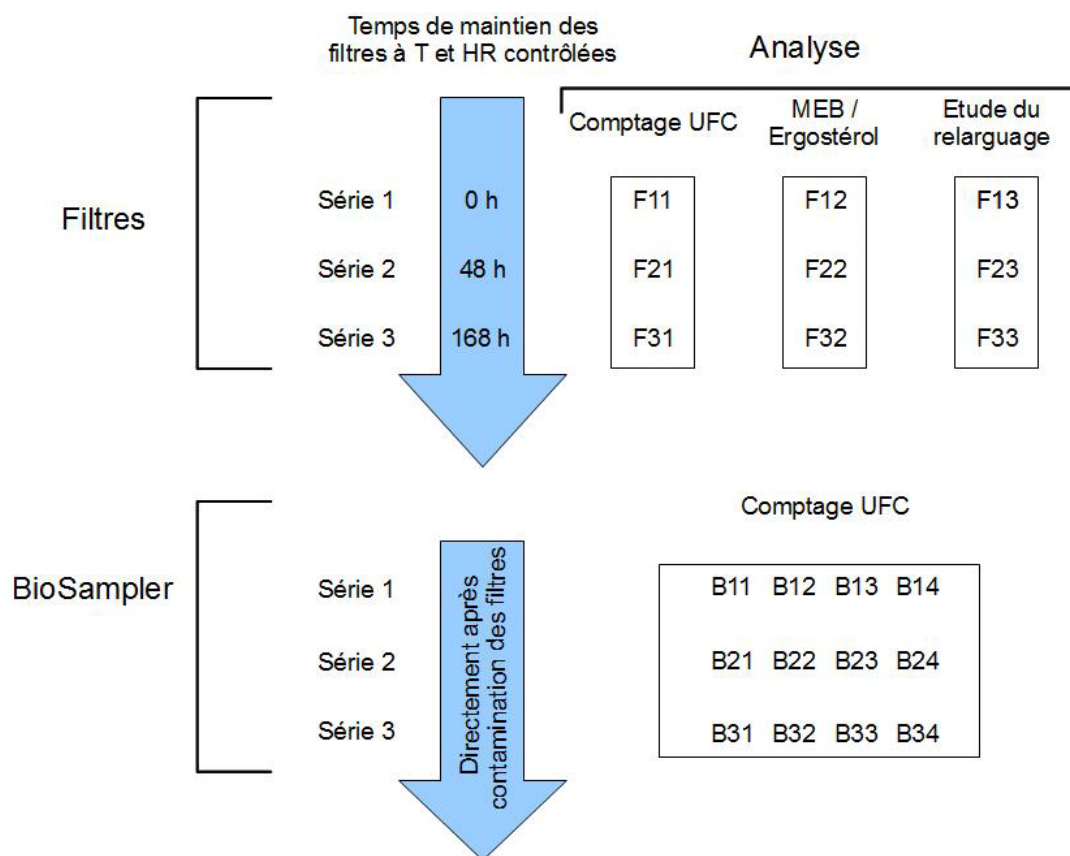 Temps de maintien des
filtres à T et HR contrôlées
Analyse
Comptage UFC
MEB /
Ergostérol
Etude du
relarguage
Filtres
Série 1
0 h
F11
F12
F13
Série 2
48 h
F21
F22
F23
Série 3
168 h
F31
F32
F33
BioSampler
Comptage UFC
Directement après
contamination des filtres
Série 1
B11 B12 B13 B14
Série 2
B21 B22 B23 B24
Série 3
B31 B32 B33 B34